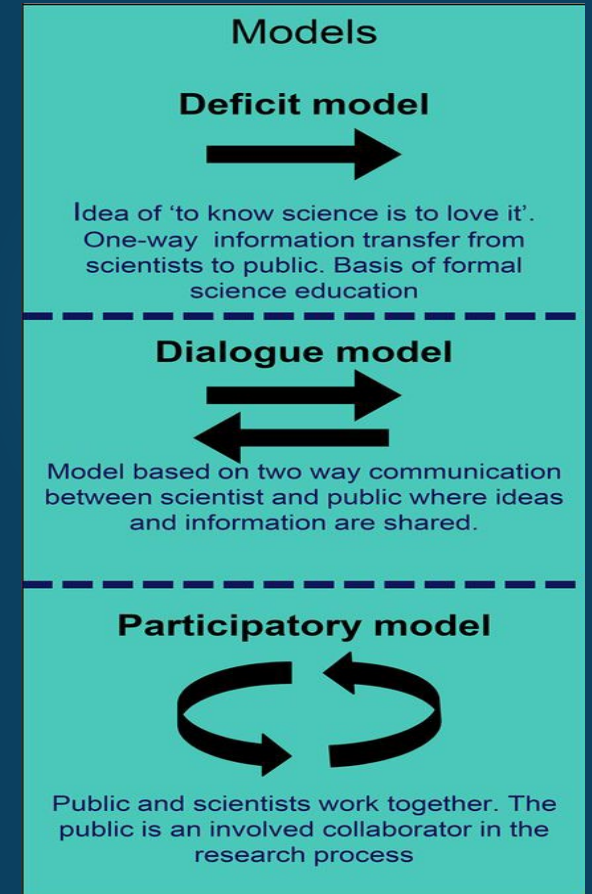 Models
Deficit model
Idea of ‘to know science is to love it’.
One-way  information transfer from
scientists to public. Basis of formal
science education
Dialogue model
Model based on two way communication
between scientist and public where ideas
and information are shared.
Participatory model
Public and scientists work together. The
public is an involved collaborator in the
research process